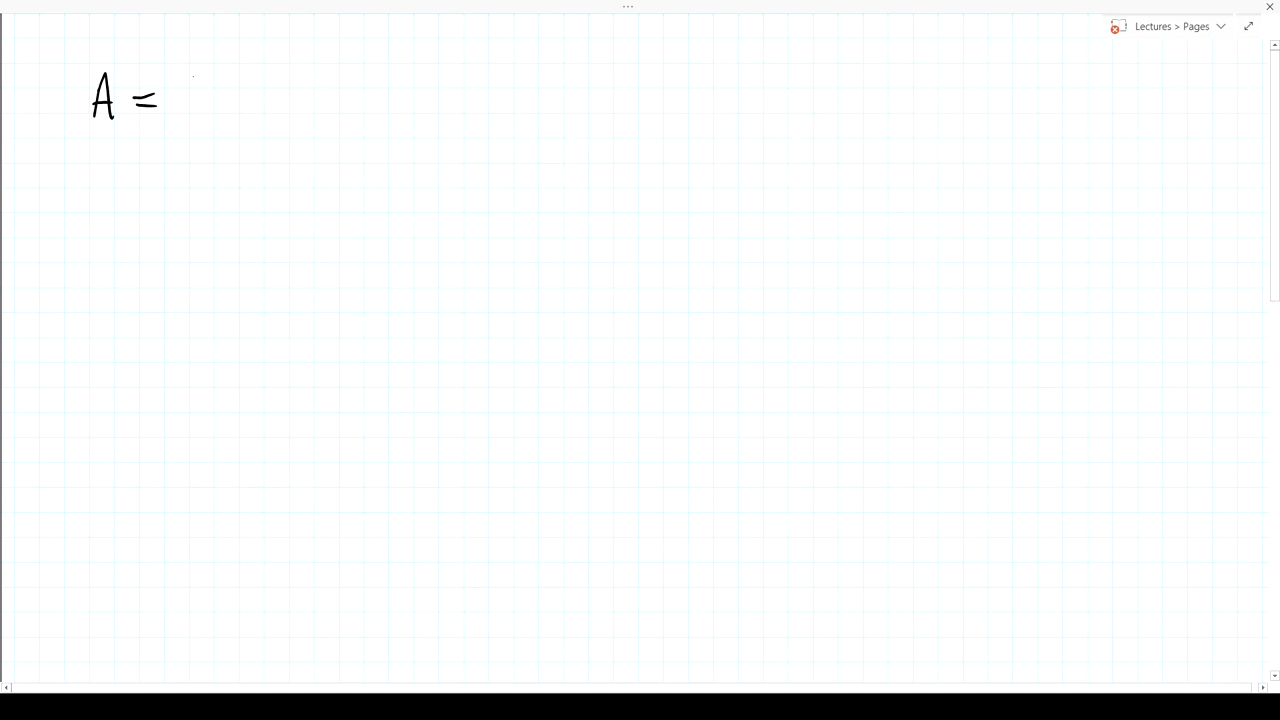 Lectures > Pages
A =